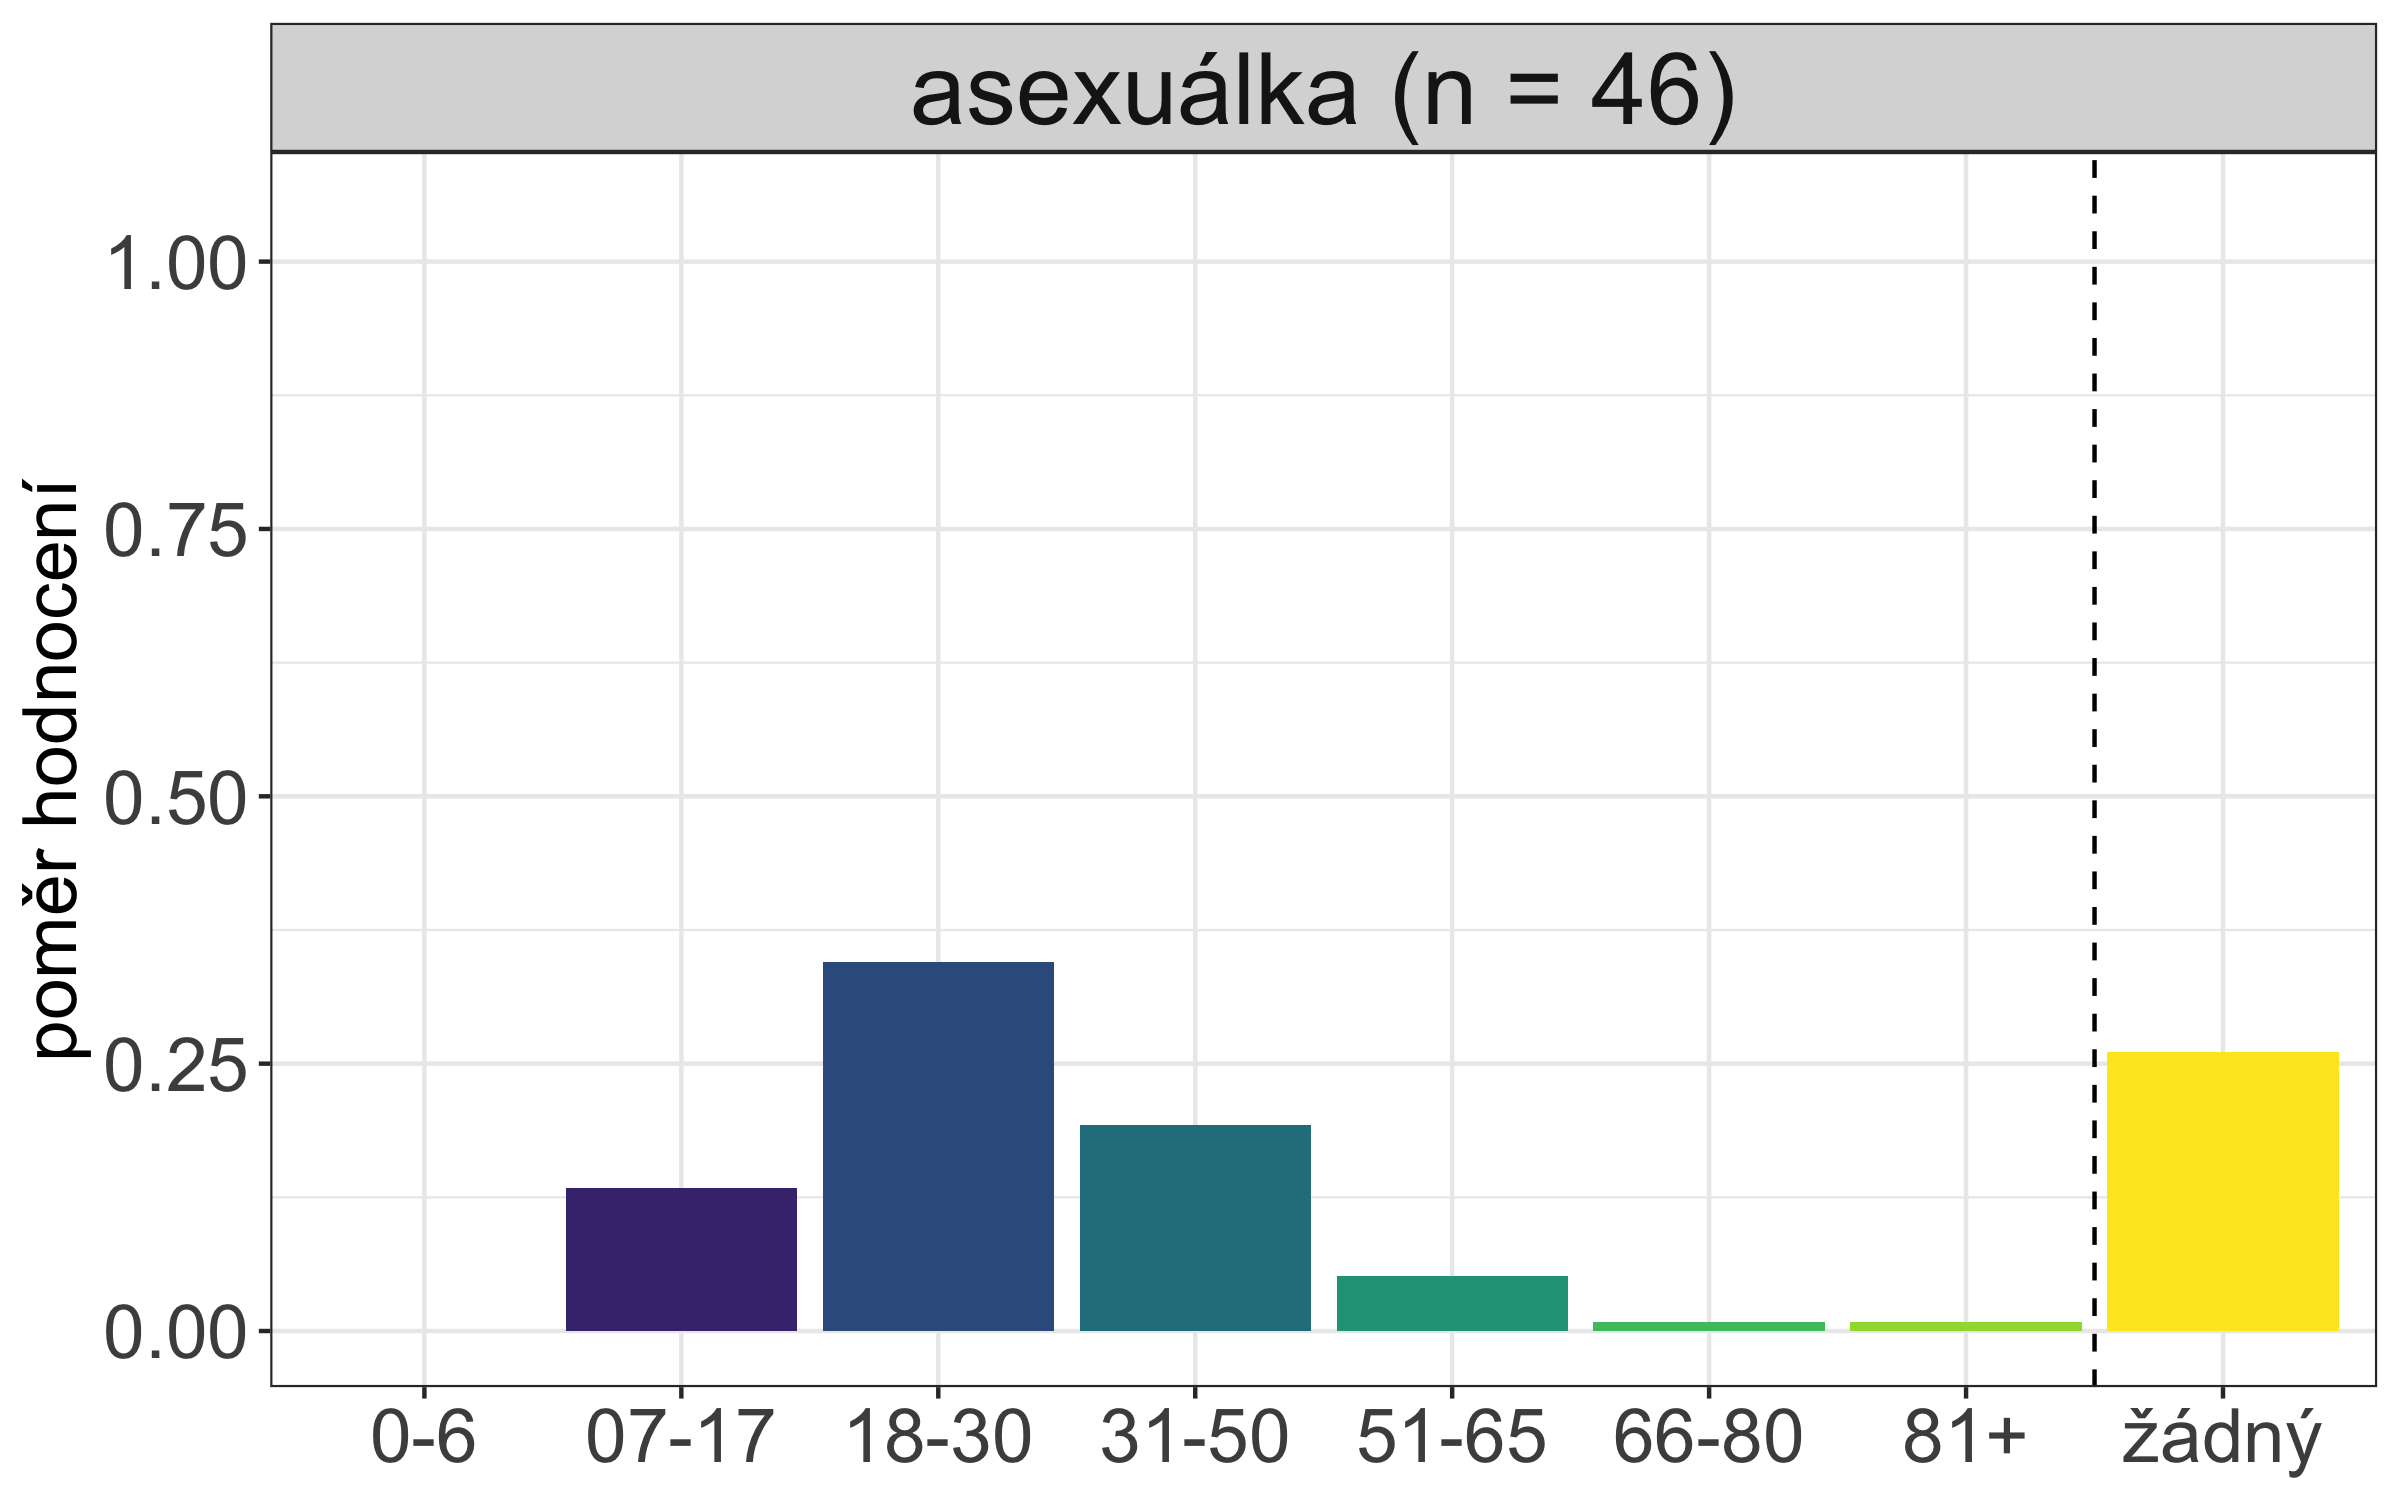 asexuálka (n = 46)
poměr hodnocení
1.00
0.75
0.50
0.25
0.00
0-6 07-17 18-30 31-50 51-65 66-80 81+ žádný